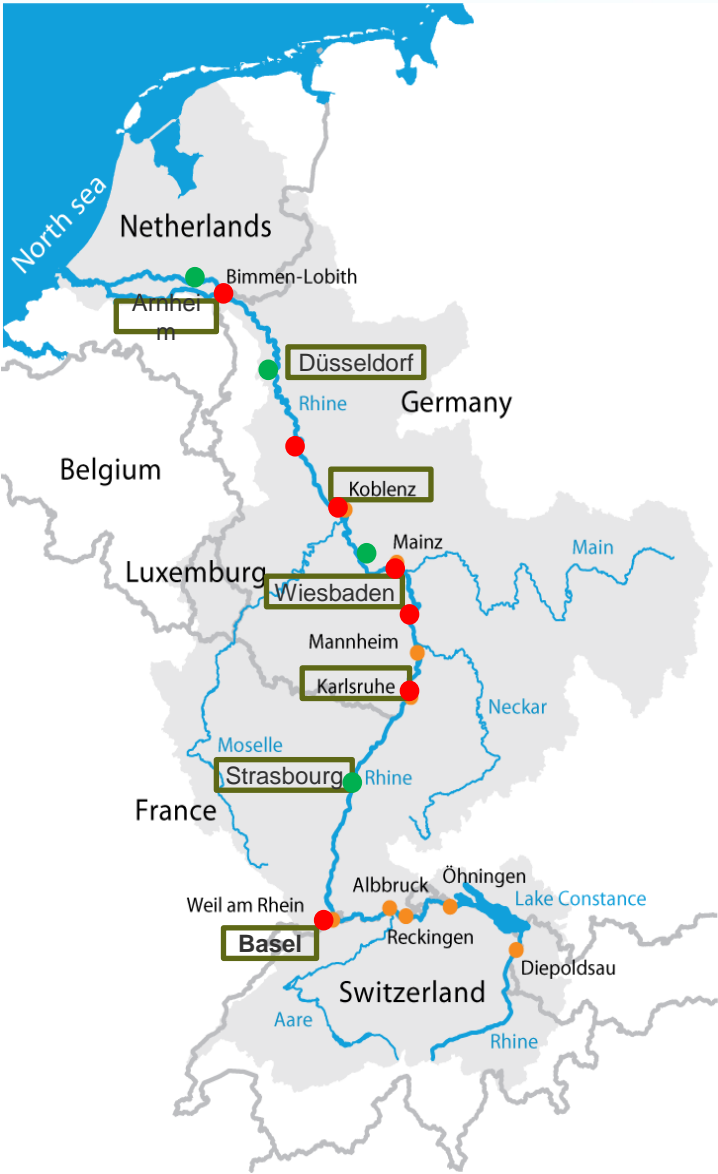 North sea
Netherlands
Bimmen-Lobith
Arnhei
m
Düsseldorf
Rhine
Germany
Belgium
Koblenz
Mainz
Main
Luxemburg
Wiesbaden
Mannheim
Karlsruhe
Neckar
Moselle
Strasbourg
Rhine
France
Öhningen
Albbruck
Lake Constance
Weil am Rhein
Reckingen
Basel
Diepoldsau
Switzerland
Aare
Rhine